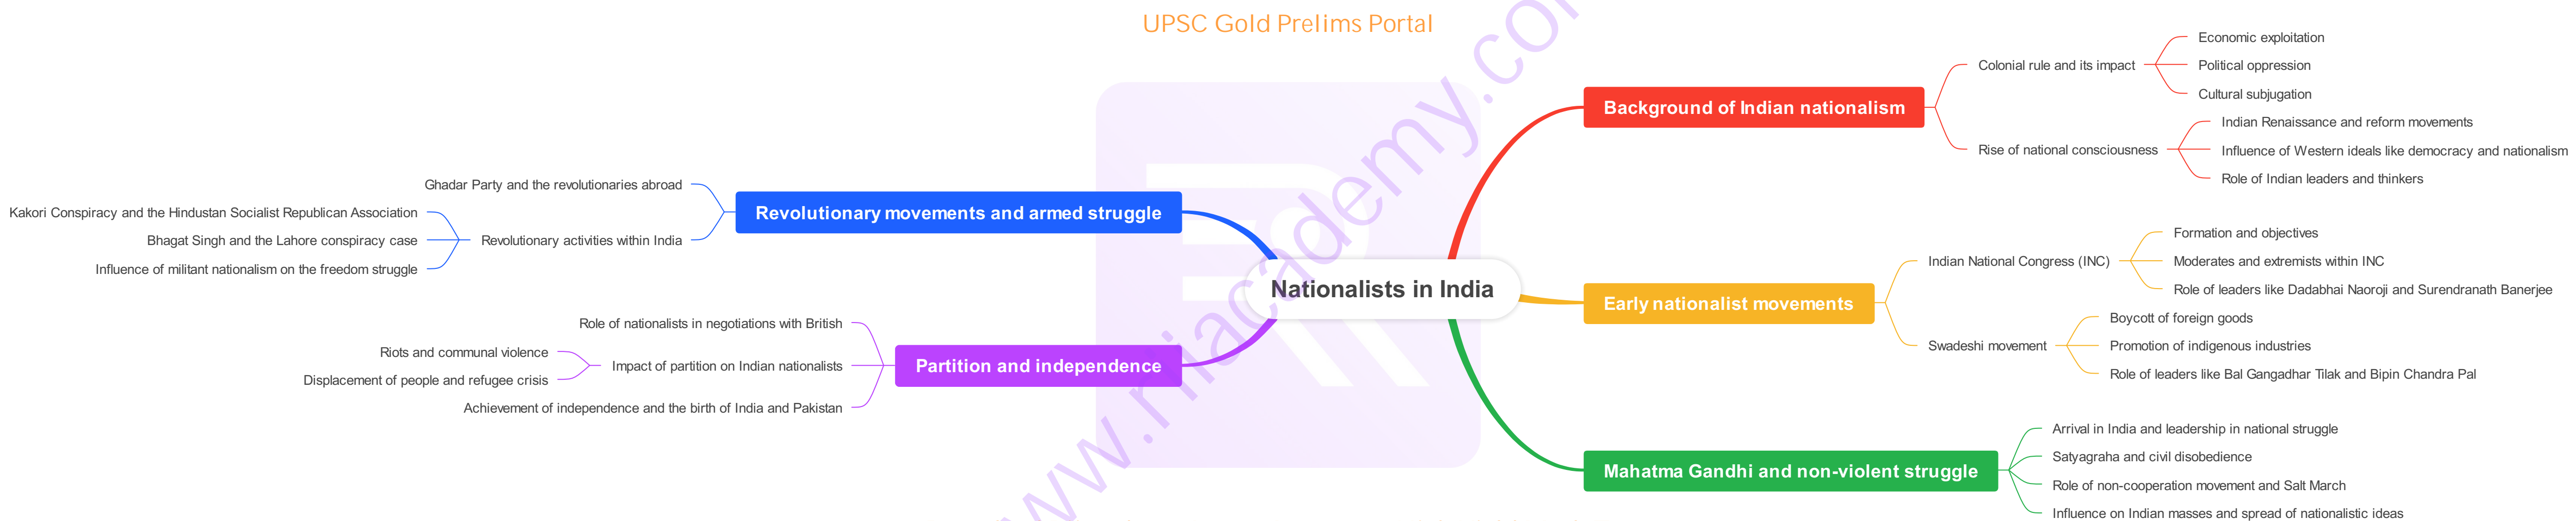 UPSC Gold Prelims Portal
Nationalists in India
Background of Indian nationalism
Colonial rule and its impact
Economic exploitation
Political oppression
Cultural subjugation
Rise of national consciousness
Indian Renaissance and reform movements
Influence of Western ideals like democracy and nationalism
Role of Indian leaders and thinkers
Early nationalist movements
Indian National Congress (INC)
Formation and objectives
Moderates and extremists within INC
Role of leaders like Dadabhai Naoroji and Surendranath Banerjee
Swadeshi movement
Boycott of foreign goods
Promotion of indigenous industries
Role of leaders like Bal Gangadhar Tilak and Bipin Chandra Pal
Mahatma Gandhi and non-violent struggle
Arrival in India and leadership in national struggle
Satyagraha and civil disobedience
Role of non-cooperation movement and Salt March
Influence on Indian masses and spread of nationalistic ideas
Revolutionary movements and armed struggle
Ghadar Party and the revolutionaries abroad
Revolutionary activities within India
Kakori Conspiracy and the Hindustan Socialist Republican Association
Bhagat Singh and the Lahore conspiracy case
Influence of militant nationalism on the freedom struggle
Partition and independence
Role of nationalists in negotiations with British
Impact of partition on Indian nationalists
Riots and communal violence
Displacement of people and refugee crisis
Achievement of independence and the birth of India and Pakistan